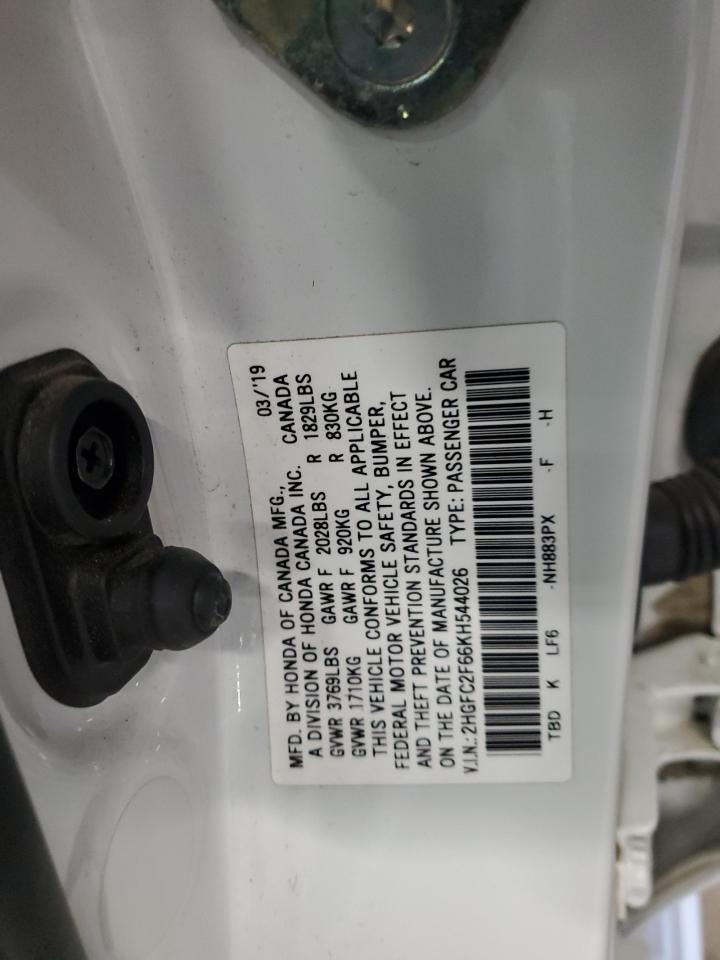 03/'19
MFD. BY HONDA OF CANADA MFG.,
A DIVISION OF HONDA CANADA INC. CANADA
GVWR 3769LBS GAWR F 2028LBS R 1829LBS
GVWR 1710KG GAWR F 920KG R 830KG
THIS VEHICLE CONFORMS TO ALL APPLICABLE
FEDERAL MOTOR VEHICLE SAFETY, BUMPER,
AND THEFT PREVENTION STANDARDS IN EFFECT
ON THE DATE OF MANUFACTURE SHOWN ABOVE.
V.I.N.: 2HGFC2F66KH544026 TYPE: PASSENGER CAR
TBD K LF6 -NH883PX -F -H